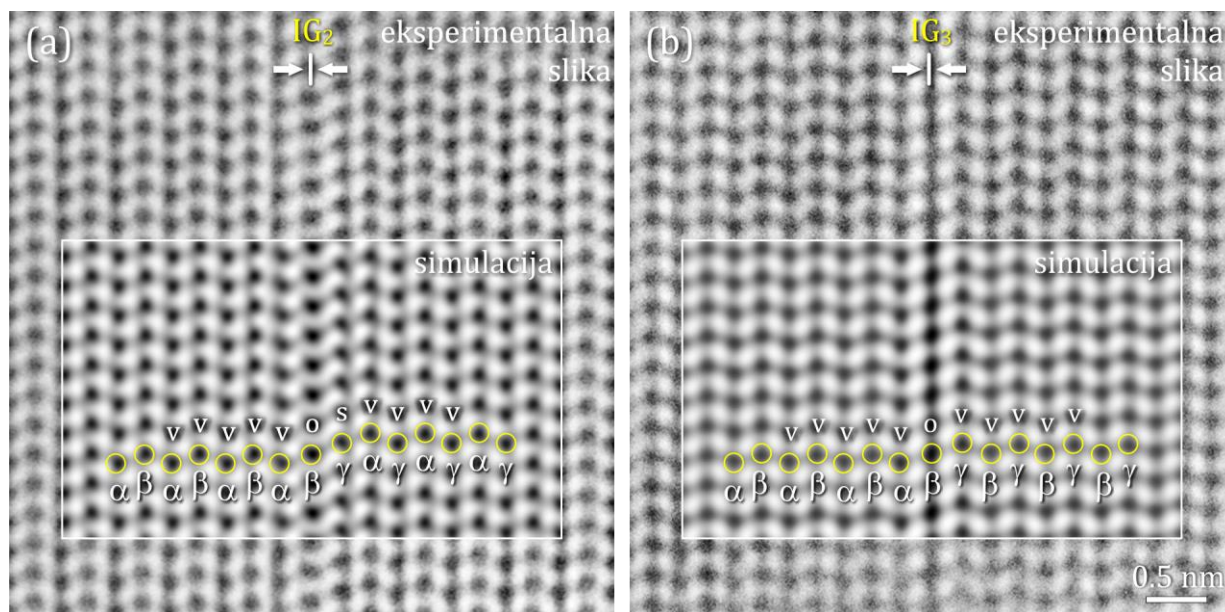 (a) IG₂ eksperimentalna
slika
simulacija
v v v v v o s v v v v
α β α β α β α β γ α γ α γ α γ
(b) IG₃ eksperimentalna
slika
simulacija
v v v v v o v v v v v
α β α β α β α β γ β γ β γ β γ
0.5 nm